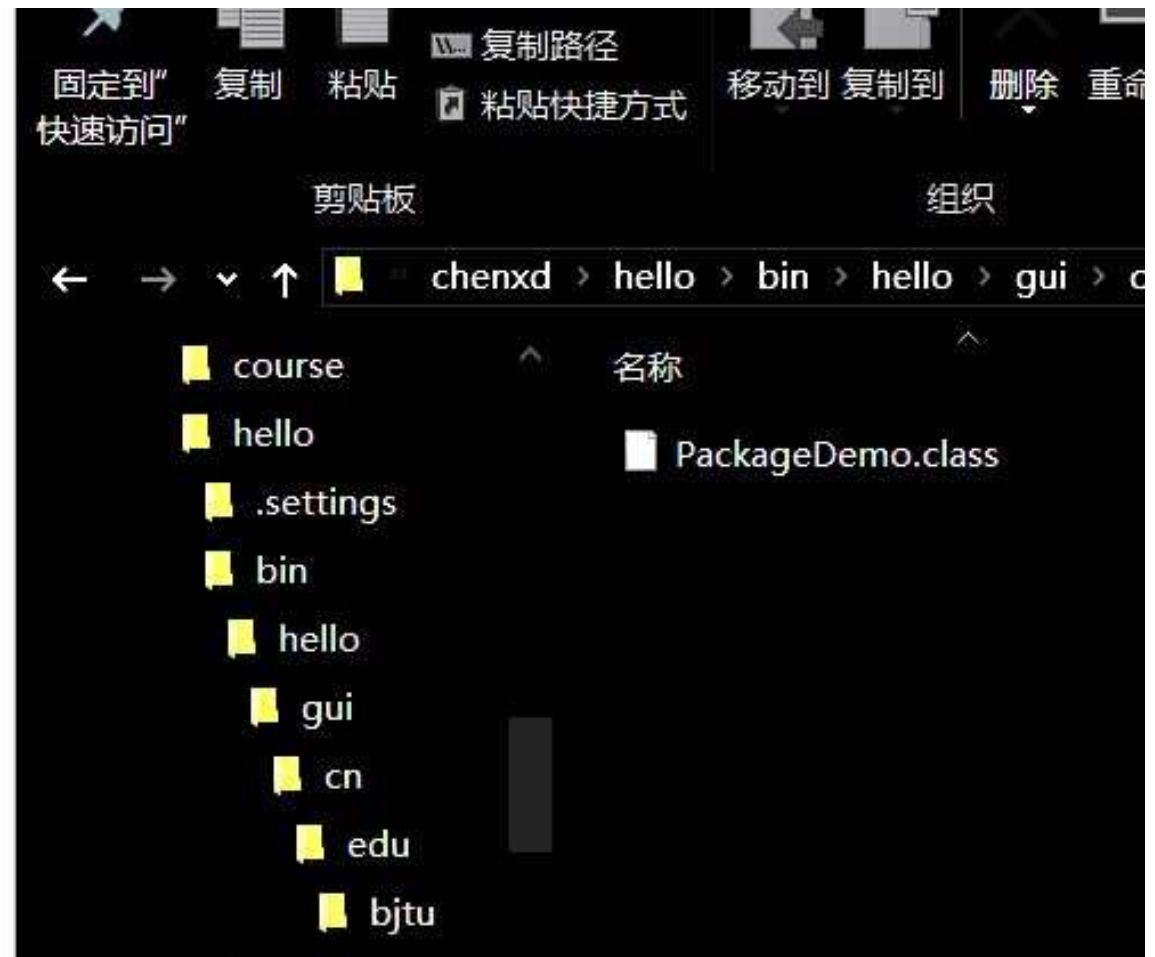 复制路径
固定到"
快速访问"
复制
粘贴
粘贴快捷方式
移动到
复制到
删除
剪贴板
组织
chenxd > hello > bin > hello > gui >
course
名称
hello
PackageDemo.class
.settings
bin
hello
gui
cn
edu
bjtu